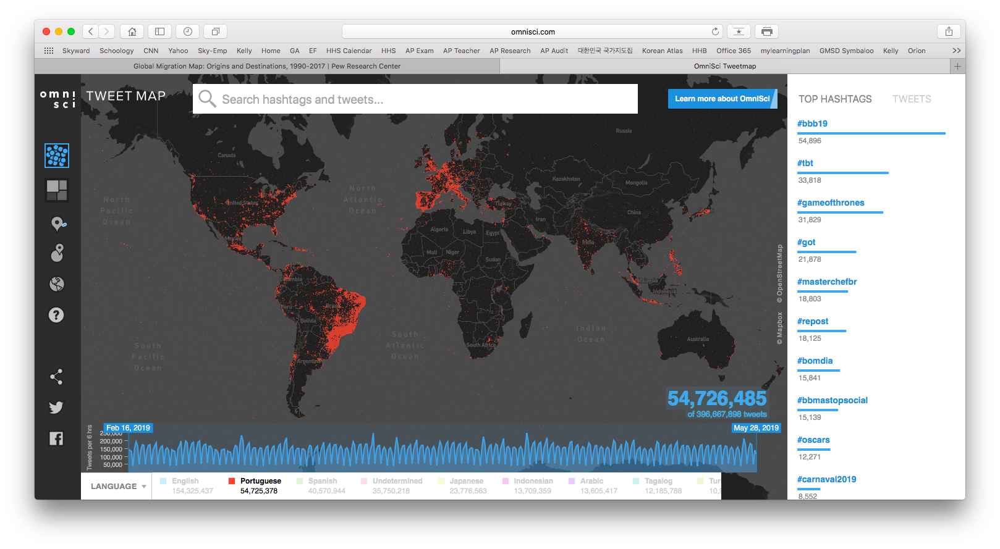 omnisci.com
Skyward Schoology CNN Yahoo Sky-Emp Kelly Home GA EF HHS Calendar HHS AP Exam AP Teacher AP Research AP Audit 대한민국 국가지도집 Korean Atlas HHB Office 365 mylearningplan GMSD Symbaloo Kelly Orion
Global Migration Map: Origins and Destinations, 1990-2017 | Pew Research Center
OmniSci Tweetmap
omni
sci
TWEET MAP
Search hashtags and tweets...
Learn more about OmniSci
TOP HASHTAGS TWEETS
#bbb19
54,896
#tbt
33,818
#gameofthrones
31,829
#got
21,878
#masterchefbr
18,803
#repost
18,125
#bomdia
15,841
#bbmastopsocial
15,139
#oscars
12,271
#carnaval2019
8,552
Russia
Canada
Kazakhstan
Mongolia
North
Atlantic
Ocean
North
Pacific
Ocean
United States
Turkey
China
Iran
Algeria
Libya
Egypt
India
Mexico
Mali
Niger
Sudan
Colombia
Malaysia
Indonesia
Peru
Brazil
Bolivia
South
Atlantic
Ocean
Indian
Ocean
South
Pacific
Ocean
South Africa
Australia
Argentina
© Mapbox © OpenStreetMap
54,726,485
of 396,667,898 tweets
Feb 16, 2019
May 28, 2019
Tweets per 6 hrs
250,000
200,000
150,000
100,000
50,000
LANGUAGE
English
154,325,437
Portuguese
54,725,378
Spanish
40,570,944
Undetermined
35,750,218
Japanese
23,776,563
Indonesian
13,709,359
Arabic
13,605,417
Tagalog
12,185,788
Tur
10,9